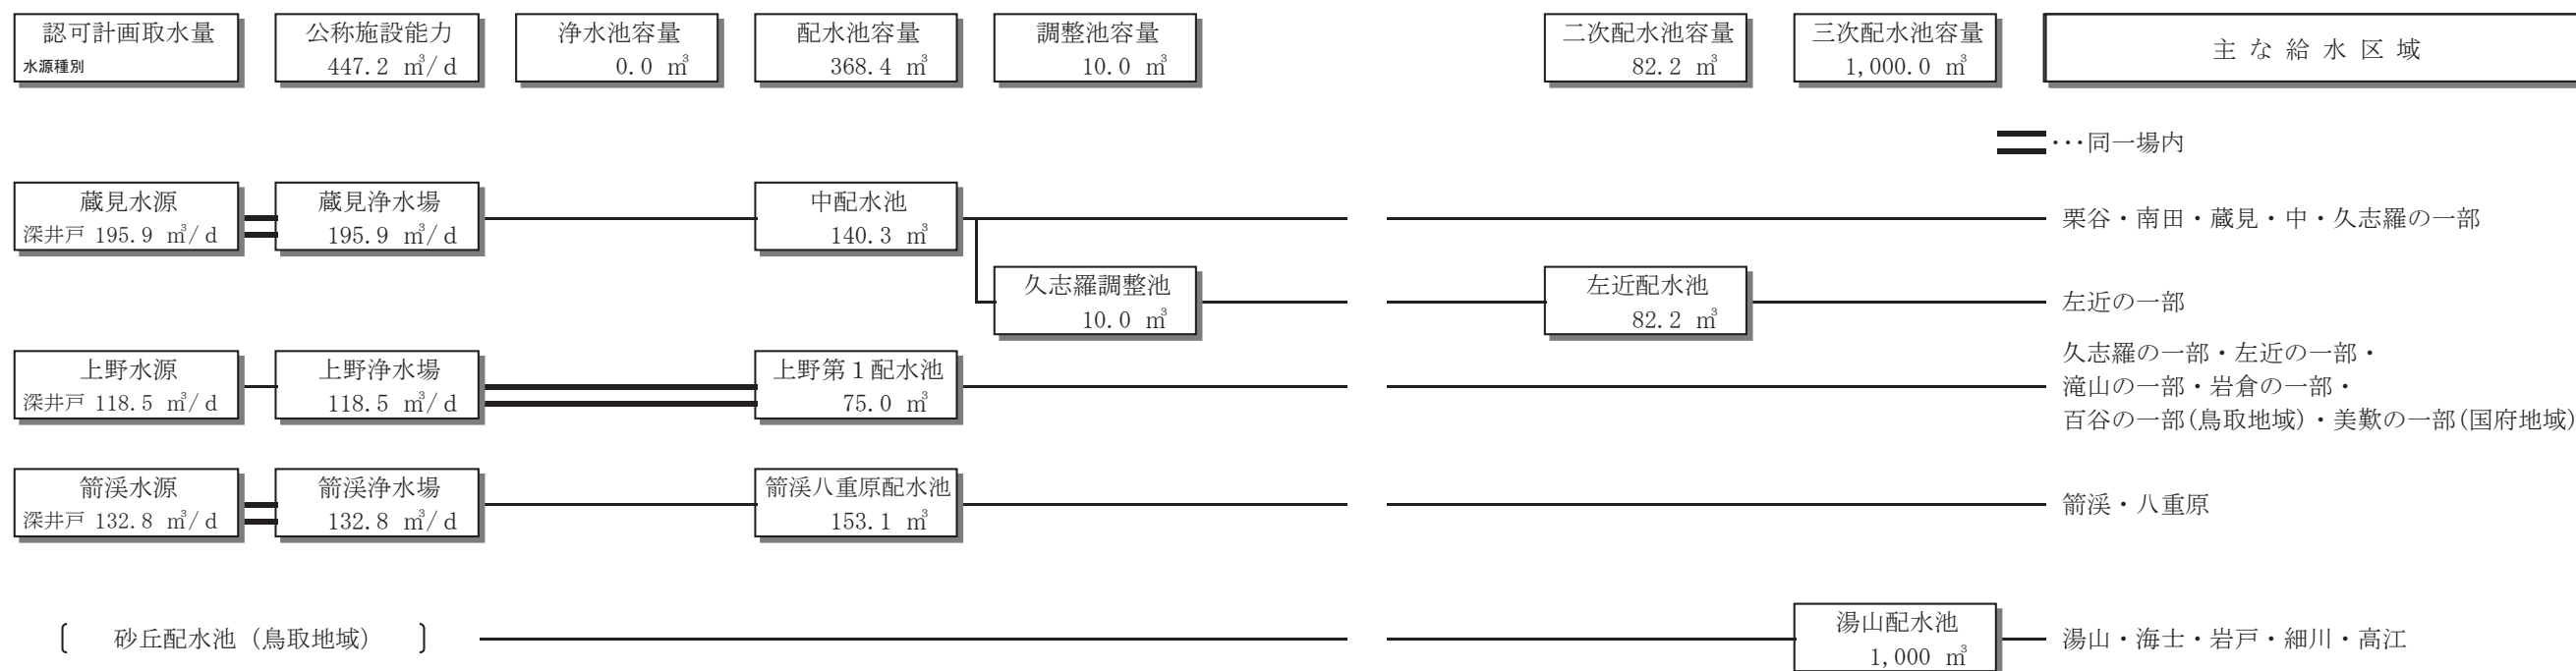 認可計画取水量
水源種別
公称施設能力
447.2 ㎥/d
浄水池容量
0.0 ㎥
配水池容量
368.4 ㎥
調整池容量
10.0 ㎥
二次配水池容量
82.2 ㎥
三次配水池容量
1,000.0 ㎥
主な給水区域
…同一場内
蔵見水源
深井戸 195.9 ㎥/d
蔵見浄水場
195.9 ㎥/d
中配水池
140.3 ㎥
栗谷・南田・蔵見・中・久志羅の一部
久志羅調整池
10.0 ㎥
左近配水池
82.2 ㎥
左近の一部
上野水源
深井戸 118.5 ㎥/d
上野浄水場
118.5 ㎥/d
上野第1配水池
75.0 ㎥
久志羅の一部・左近の一部・
滝山の一部・岩倉の一部・
百谷の一部(鳥取地域)・美歎の一部(国府地域)
箭渓水源
深井戸 132.8 ㎥/d
箭渓浄水場
132.8 ㎥/d
箭渓八重原配水池
153.1 ㎥
箭渓・八重原
〔 砂丘配水池（鳥取地域） 〕
湯山配水池
1,000 ㎥
湯山・海士・岩戸・細川・高江